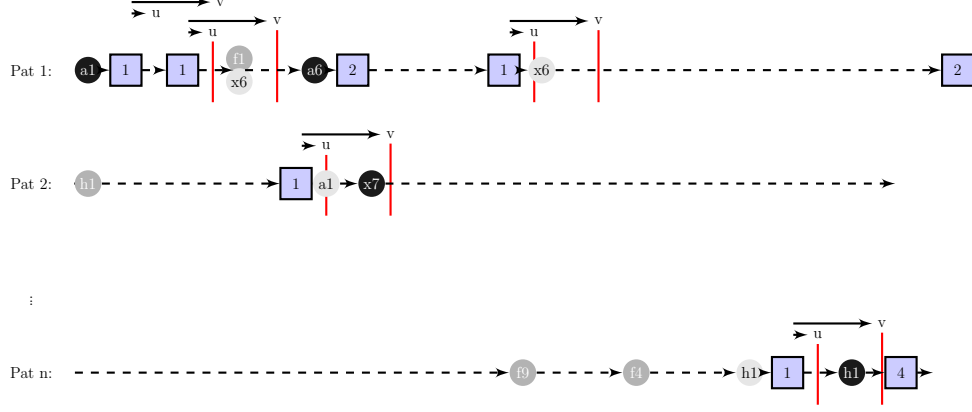 v
u
v
v
u
u
f1
Pat 1: a1 1 1 a6 2 1 x6 2
x6
v
u
Pat 2: h1 1 a1 x7
⋮
v
u
Pat n: f9 f4 h1 1 h1 4